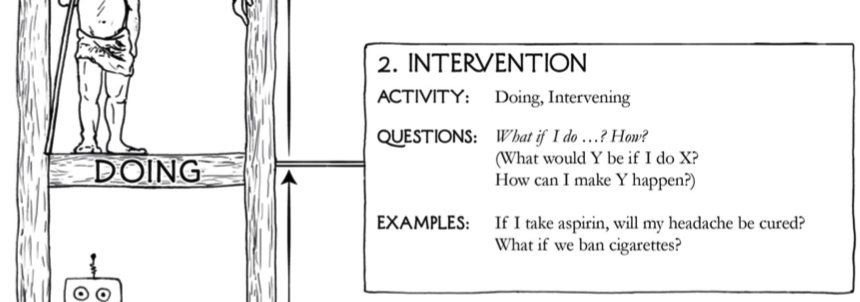 DOING
2. INTERVENTION
ACTIVITY: Doing, Intervening
QUESTIONS: What if I do …? How?
(What would Y be if I do X?
How can I make Y happen?)
EXAMPLES: If I take aspirin, will my headache be cured?
What if we ban cigarettes?